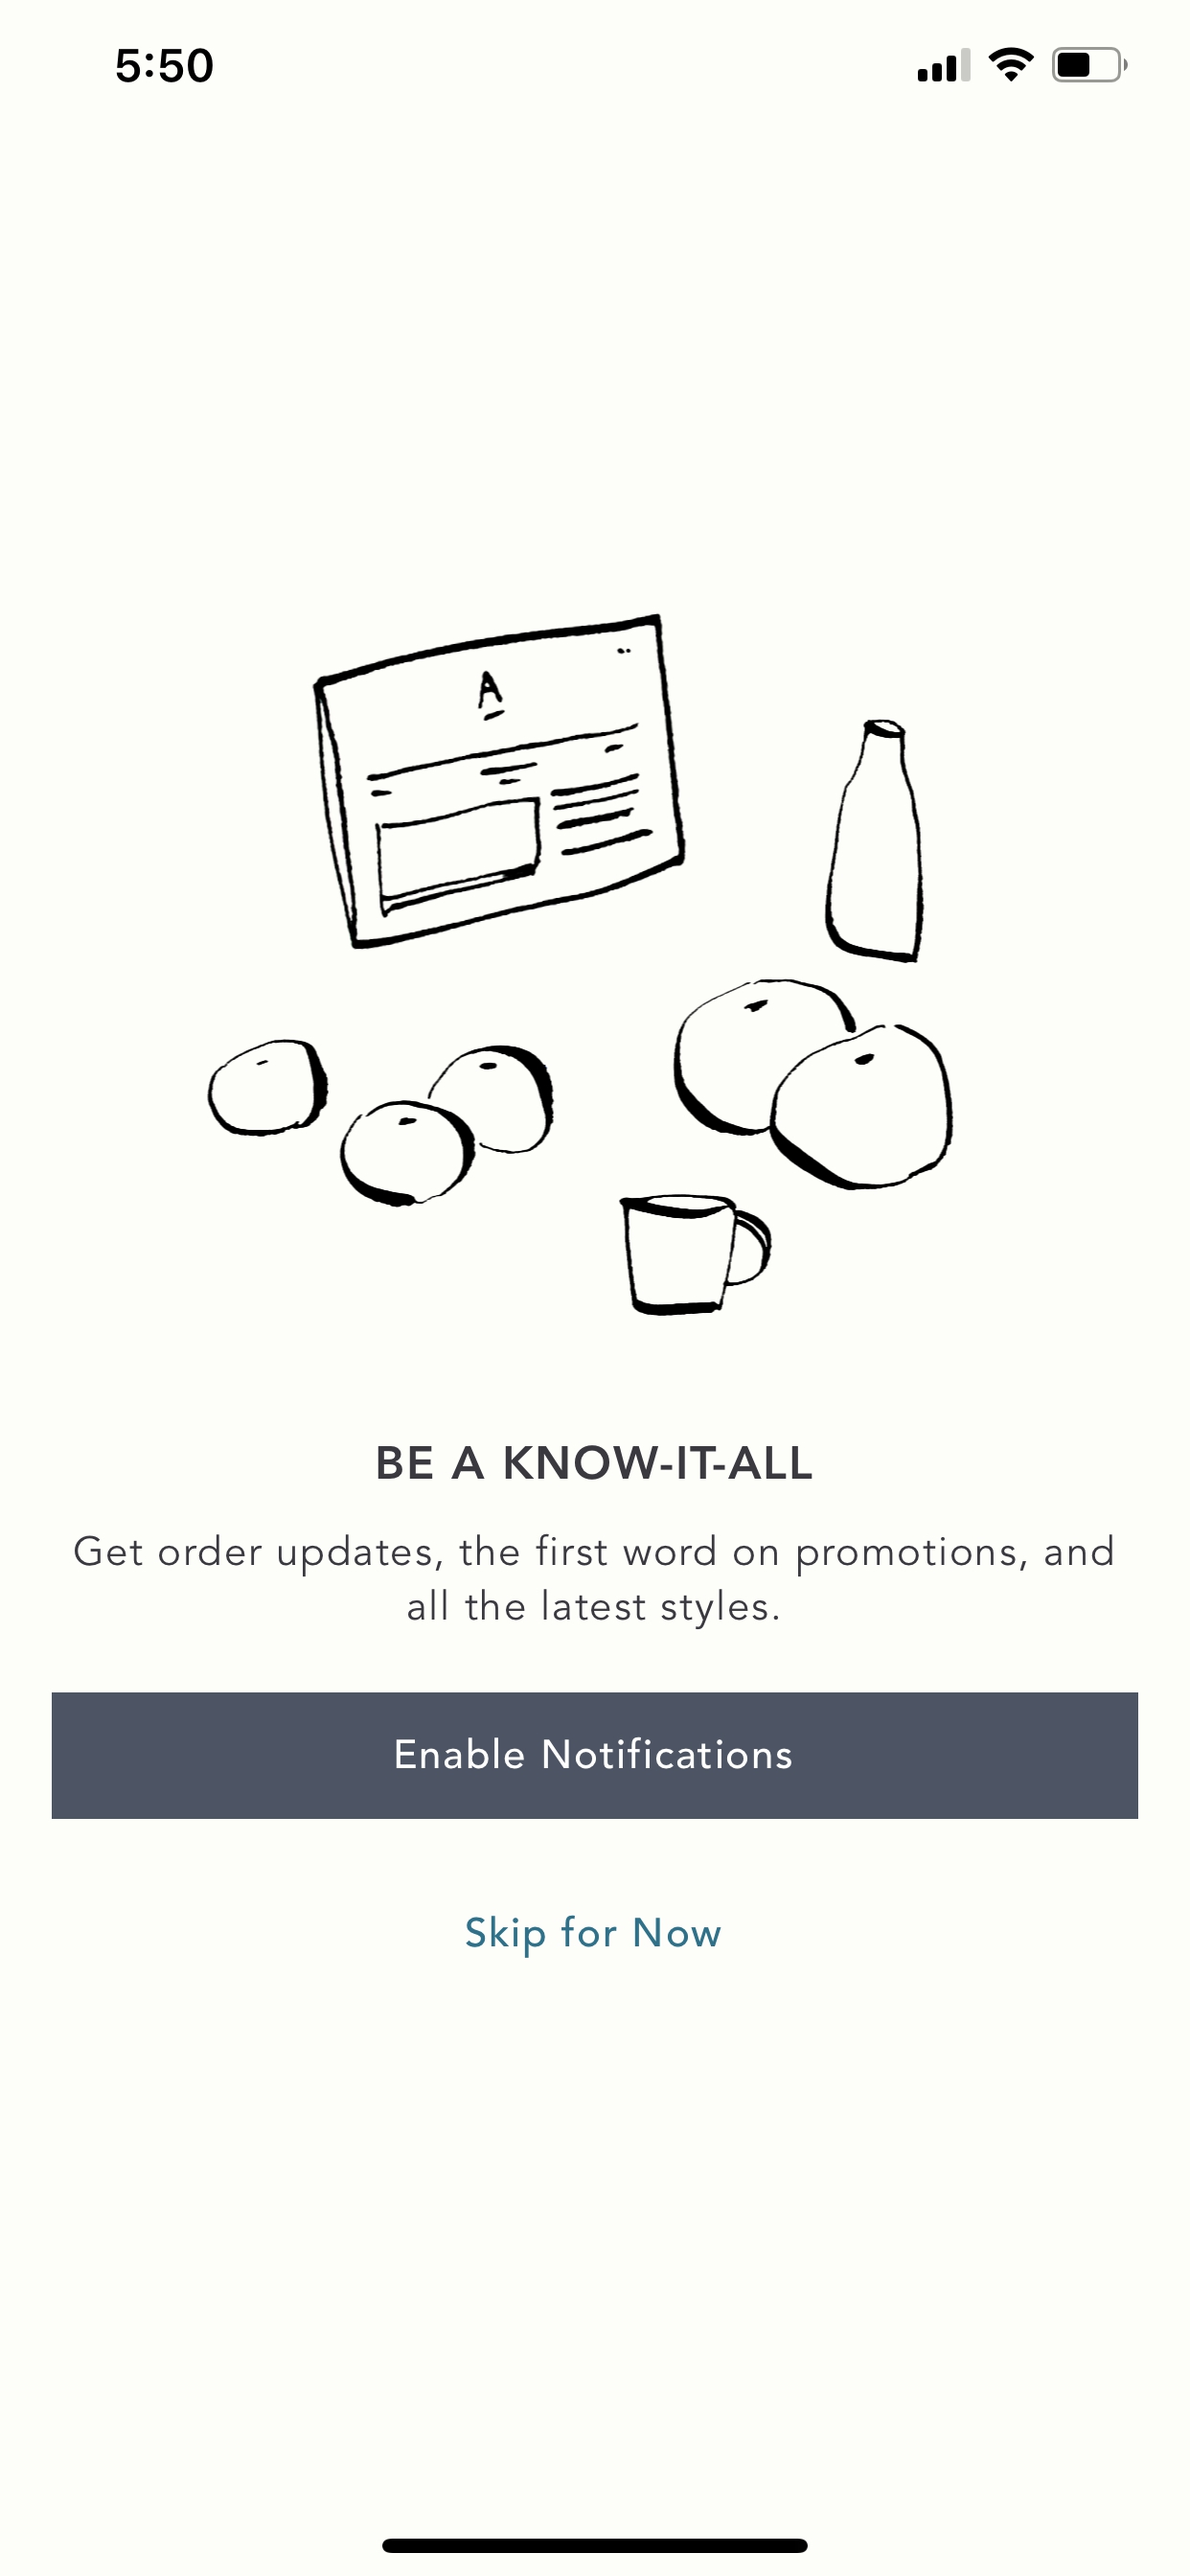 5:50
A
BE A KNOW-IT-ALL
Get order updates, the first word on promotions, and
all the latest styles.
Enable Notifications
Skip for Now